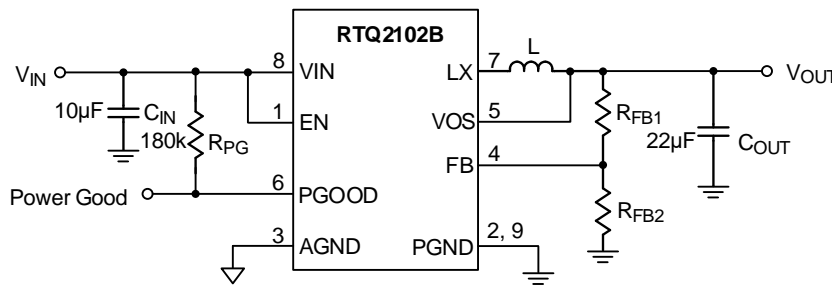 RTQ2102B
VIN
8
VIN
LX
7
L
VOUT
10µF
CIN
1
EN
VOS
5
RFB1
180k
RPG
FB
4
22µF
COUT
Power Good
6
PGOOD
RFB2
3
AGND
PGND
2, 9